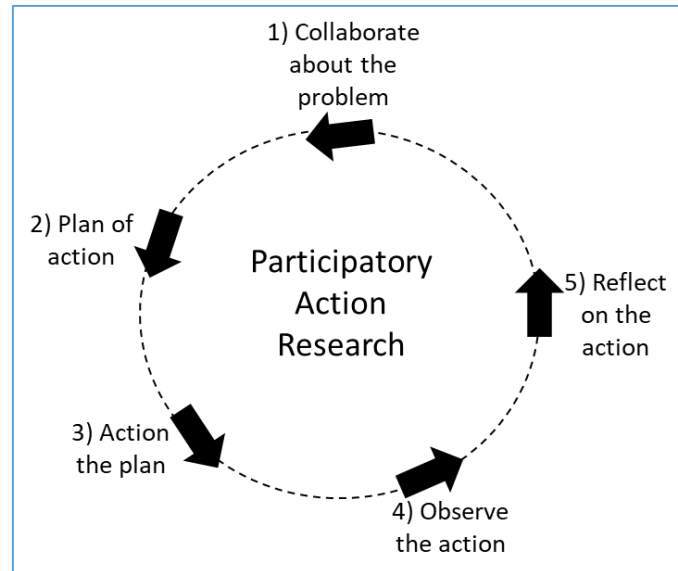 1) Collaborate
about the
problem
2) Plan of
action
Participatory
Action
Research
5) Reflect
on the
action
3) Action
the plan
4) Observe
the action